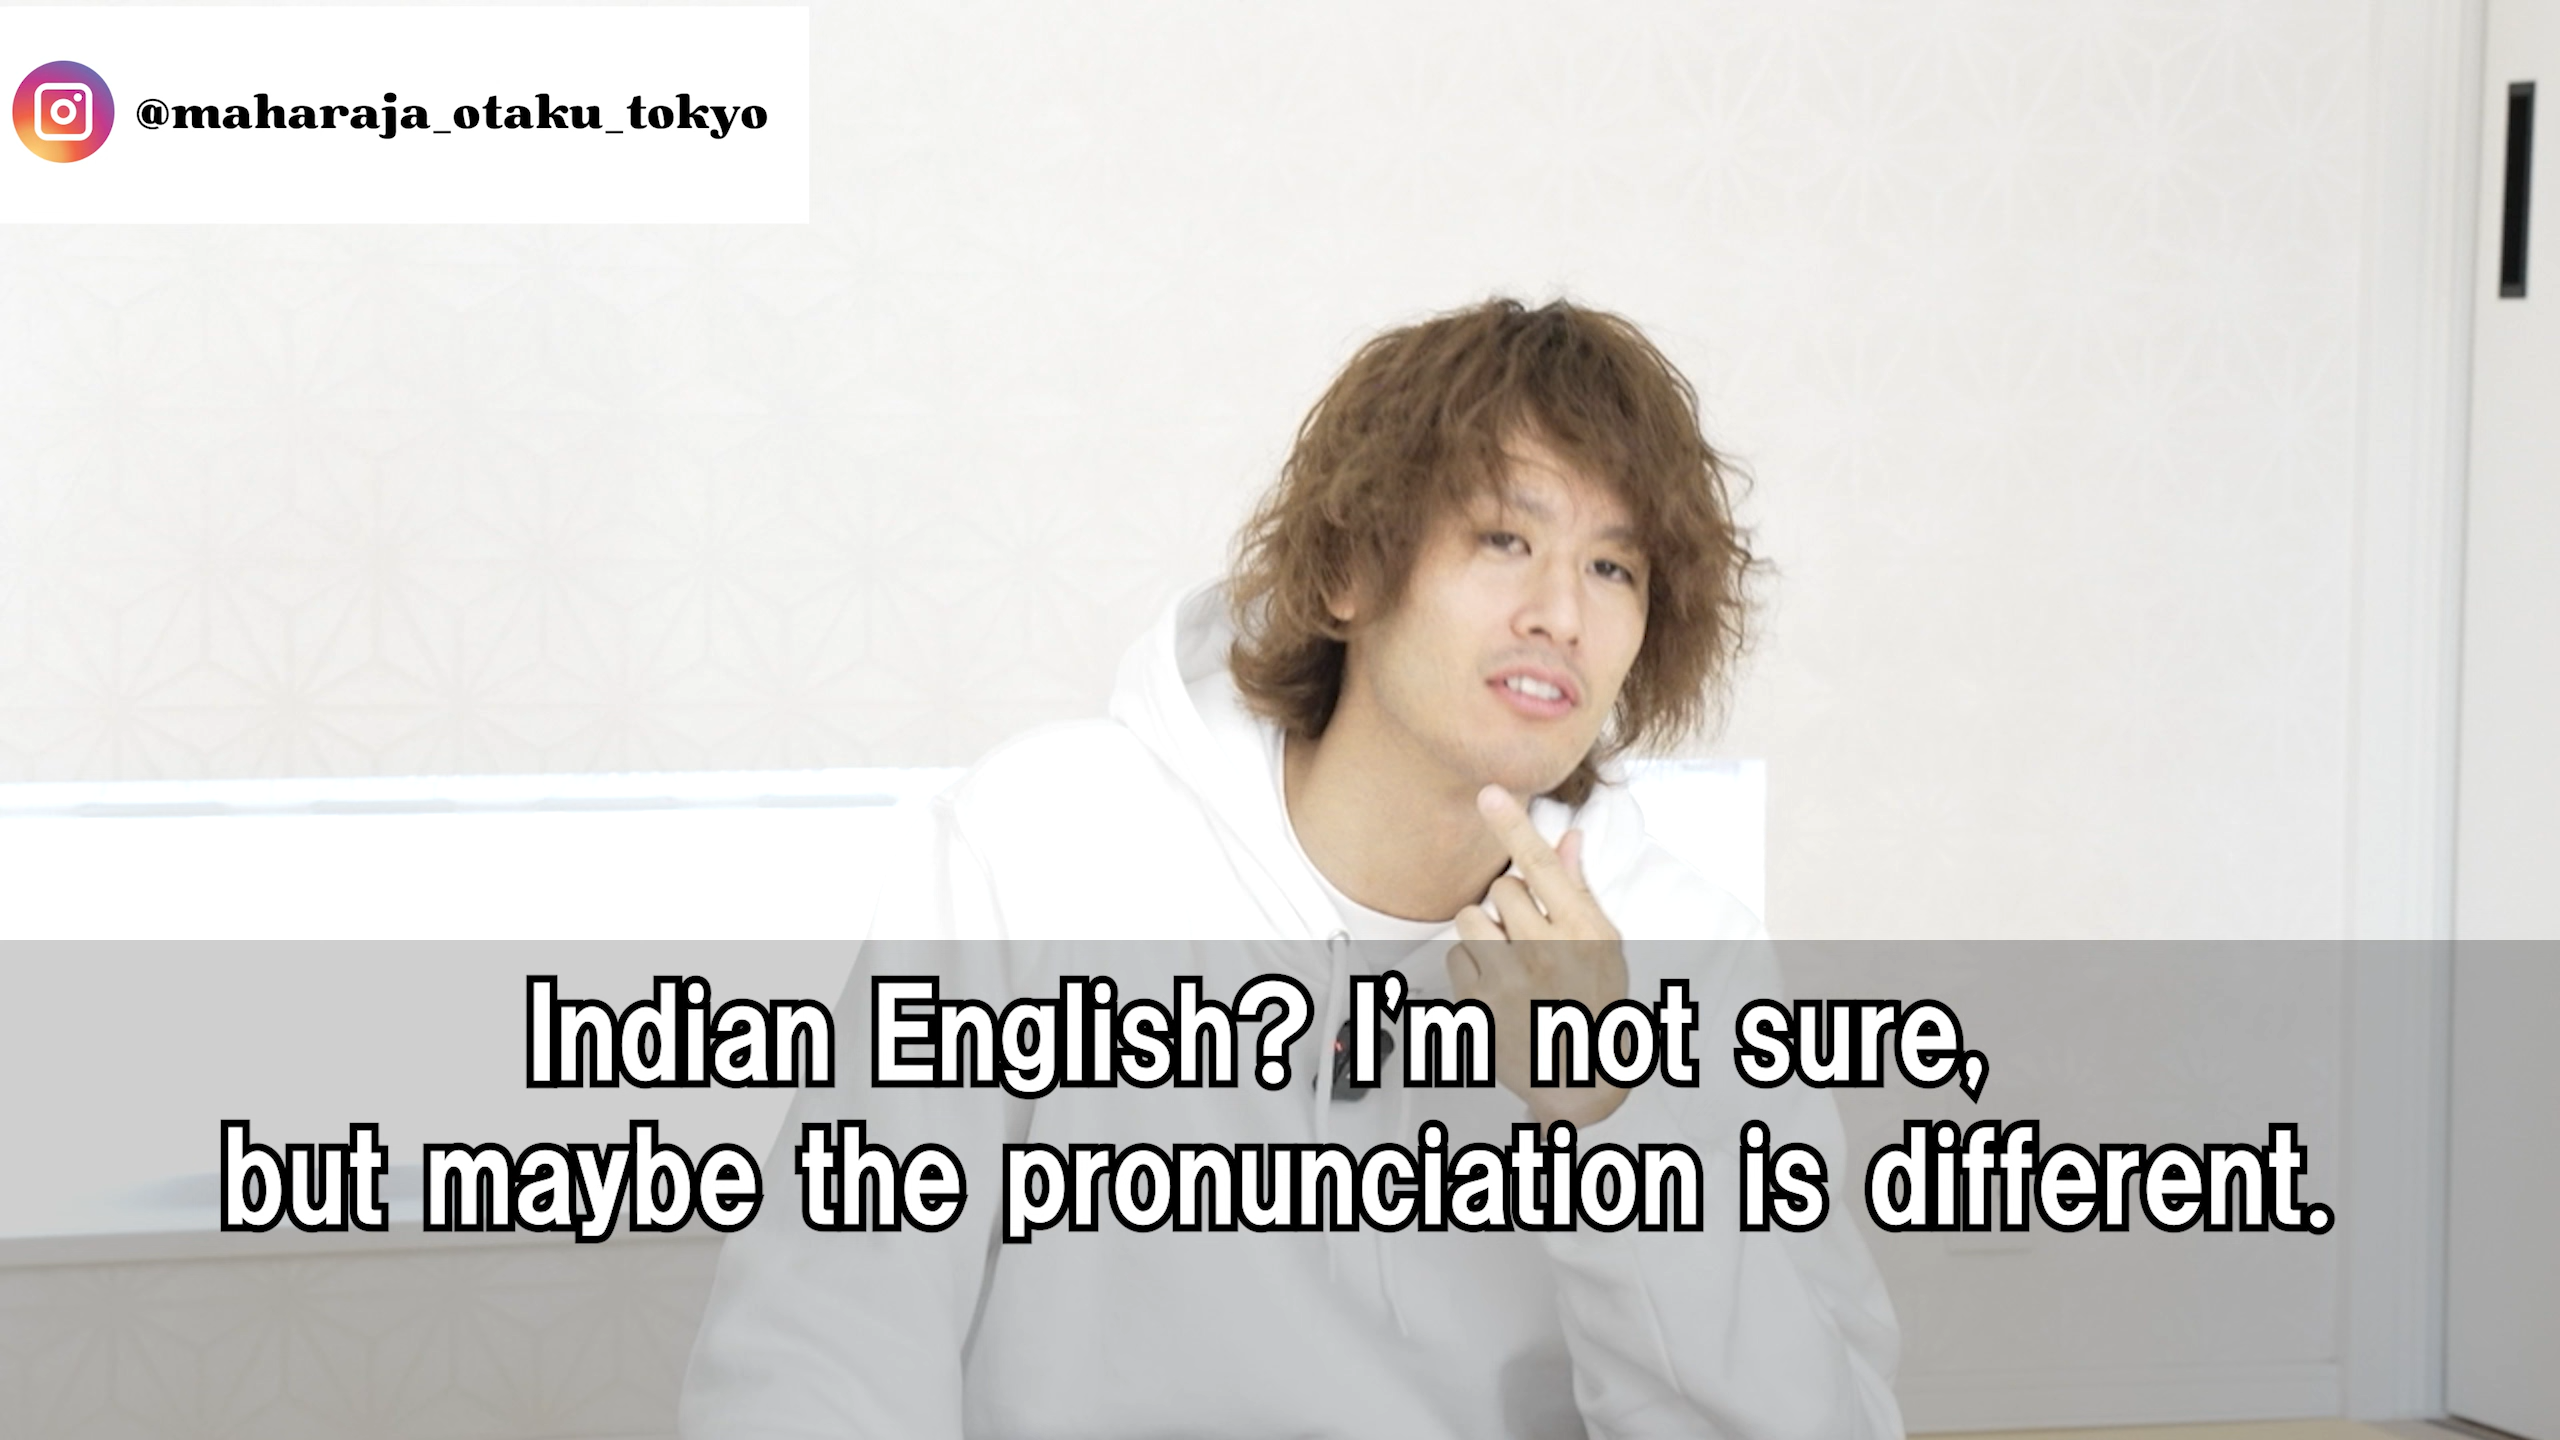 @maharaja_otaku_tokyo
Indian English? I'm not sure,
but maybe the pronunciation is different.